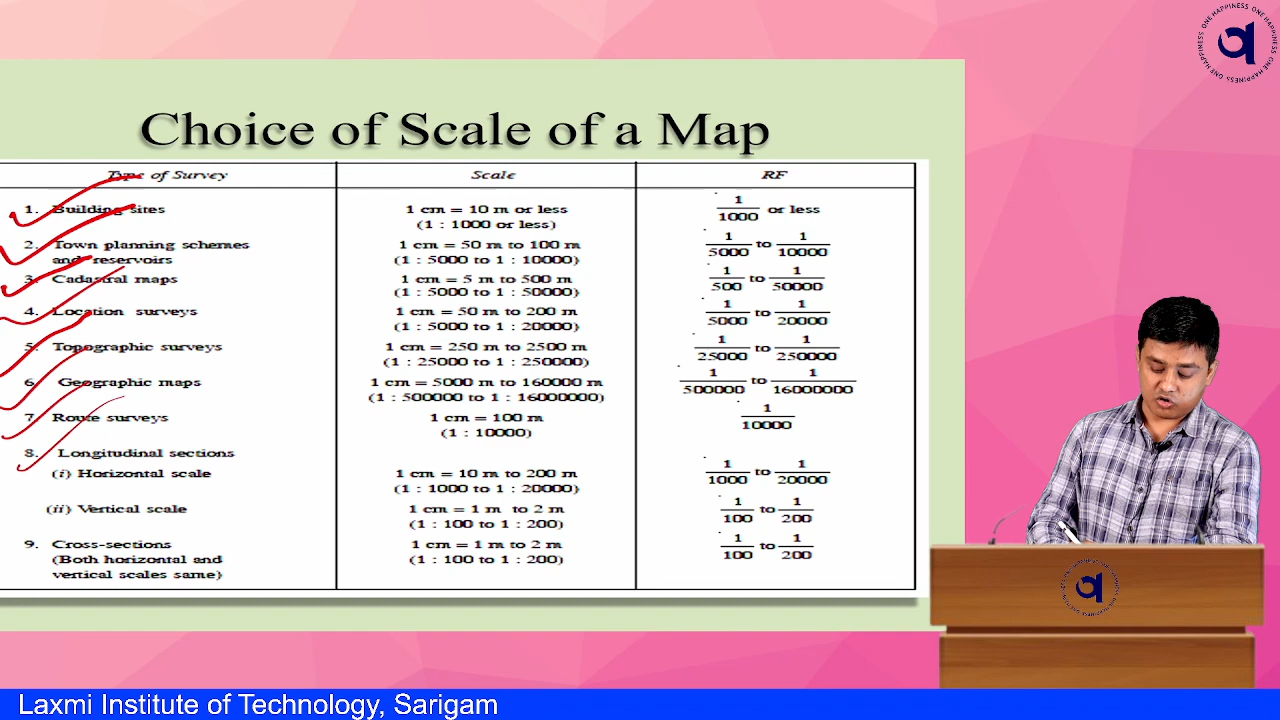 ONE HAPPINESS ONE HAPPINESS ONE HAPPINESS
Choice of Scale of a Map
Type of Survey Scale RF
1. Building sites 1 cm = 10 m or less 1/1000 or less
(1 : 1000 or less)
2. Town planning schemes 1 cm = 50 m to 100 m 1/5000 to 1/10000
and reservoirs (1 : 5000 to 1 : 10000)
3. Cadastral maps 1 cm = 5 m to 500 m 1/500 to 1/50000
(1 : 5000 to 1 : 50000)
4. Location surveys 1 cm = 50 m to 200 m 1/5000 to 1/20000
(1 : 5000 to 1 : 20000)
5. Topographic surveys 1 cm = 250 m to 2500 m 1/25000 to 1/250000
(1 : 25000 to 1 : 250000)
6. Geographic maps 1 cm = 5000 m to 160000 m 1/500000 to 1/16000000
(1 : 500000 to 1 : 16000000)
7. Route surveys 1 cm = 100 m 1/10000
(1 : 10000)
8. Longitudinal sections
(i) Horizontal scale 1 cm = 10 m to 200 m 1/1000 to 1/20000
(1 : 1000 to 1 : 20000)
(ii) Vertical scale 1 cm = 1 m to 2 m 1/100 to 1/200
(1 : 100 to 1 : 200)
9. Cross-sections 1 cm = 1 m to 2 m 1/100 to 1/200
(Both horizontal and (1 : 100 to 1 : 200)
vertical scales same)
Laxmi Institute of Technology, Sarigam